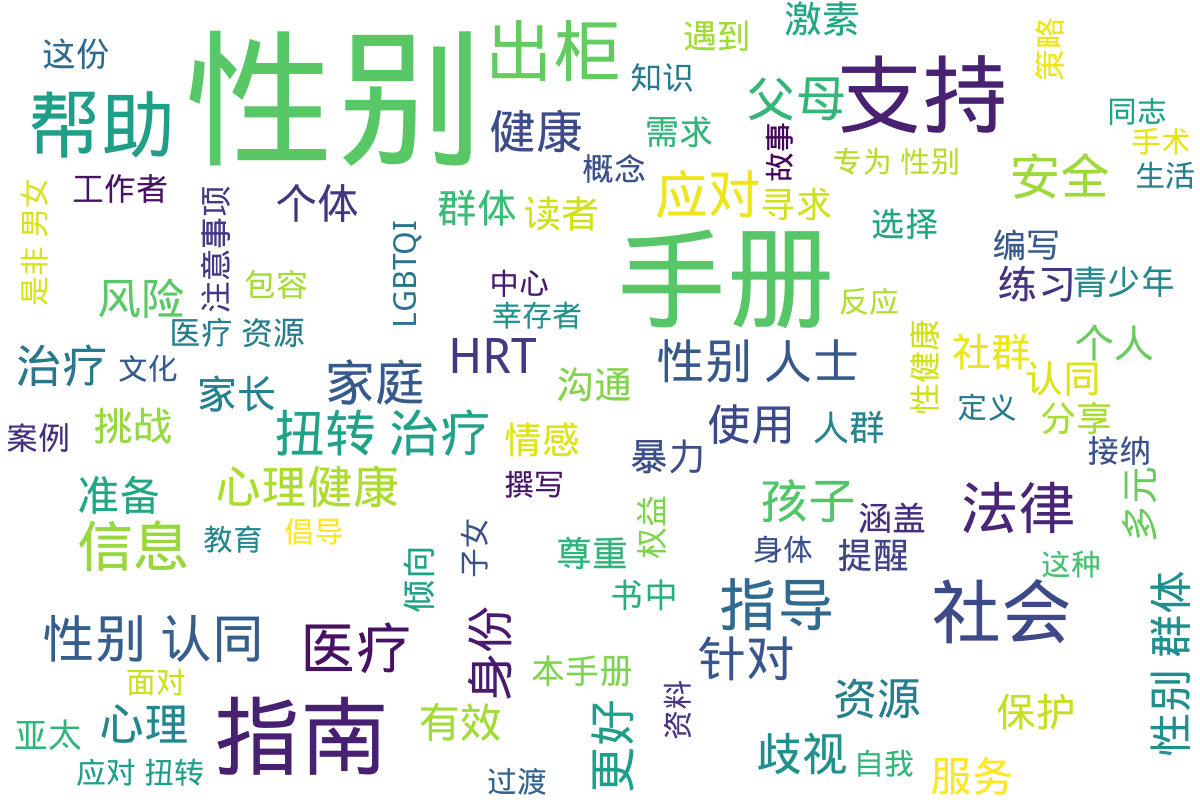 性别
出柜
遇到
激素
策略
这份
帮助
知识
健康
父母
支持
同志
手术
需求
故事
专为 性别
安全
生活
概念
工作者
是非 男女
注意事项
个体
群体
读者
应对
寻求
选择
LGBTQI
手册
编写
练习
青少年
风险
包容
中心
幸存者
反应
医疗 资源
治疗
文化
家长
家庭
HRT
沟通
性别 人士
性健康
社群
个人
认同
案例
挑战
扭转 治疗
情感
使用
人群
定义
分享
暴力
接纳
准备
心理健康
撰写
孩子
涵盖
法律
多元
信息
教育
倡导
子女
倾向
尊重
权益
身体
提醒
这种
书中
指导
社会
性别 群体
性别 认同
医疗
身份
本手册
针对
面对
资料
资源
保护
亚太
心理
指南
有效
更好
歧视
自我
服务
应对 扭转
过渡